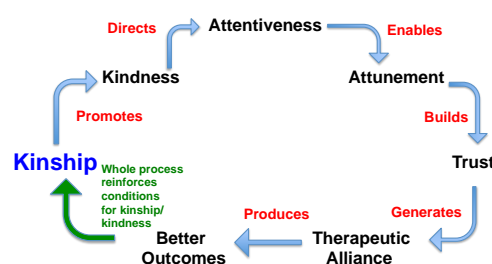 Directs
Attentiveness
Enables
Kindness
Attunement
Promotes
Builds
Kinship
Whole process
reinforces
conditions
for kinship/
kindness
Trust
Produces
Generates
Better
Outcomes
Therapeutic
Alliance